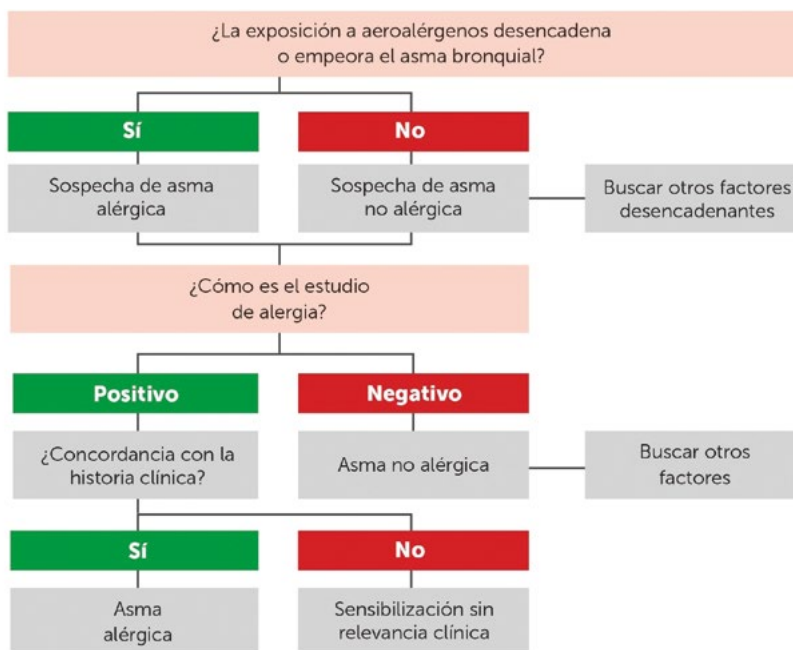 ¿La exposición a aeroalérgenos desencadena
o empeora el asma bronquial?
Sí
No
Sospecha de asma
alérgica
Sospecha de asma
no alérgica
Buscar otros factores
desencadenantes
¿Cómo es el estudio
de alergia?
Positivo
Negativo
¿Concordancia con la
historia clínica?
Asma no alérgica
Buscar otros
factores
Sí
No
Asma
alérgica
Sensibilización sin
relevancia clínica